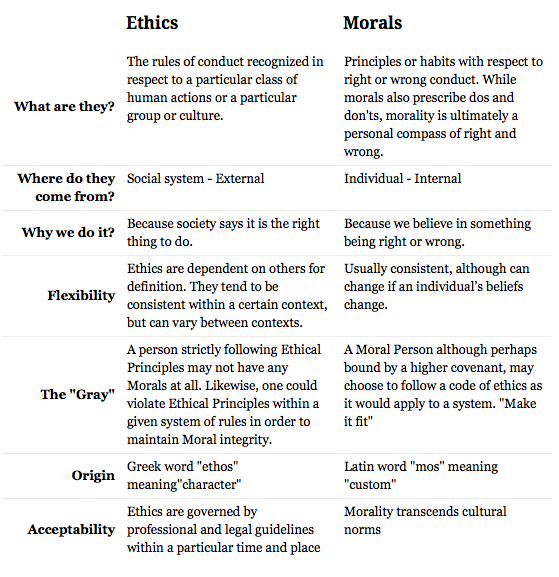 Ethics Morals
What are they?
The rules of conduct recognized in
respect to a particular class of
human actions or a particular
group or culture.
Principles or habits with respect to
right or wrong conduct. While
morals also prescribe dos and
don'ts, morality is ultimately a
personal compass of right and
wrong.
Where do they
come from?
Social system - External
Individual - Internal
Why we do it?
Because society says it is the right
thing to do.
Because we believe in something
being right or wrong.
Flexibility
Ethics are dependent on others for
definition. They tend to be
consistent within a certain context,
but can vary between contexts.
Usually consistent, although can
change if an individual's beliefs
change.
The "Gray"
A person strictly following Ethical
Principles may not have any
Morals at all. Likewise, one could
violate Ethical Principles within a
given system of rules in order to
maintain Moral integrity.
A Moral Person although perhaps
bound by a higher covenant, may
choose to follow a code of ethics as
it would apply to a system. "Make
it fit"
Origin
Greek word "ethos"
meaning"character"
Latin word "mos" meaning
"custom"
Acceptability
Ethics are governed by
professional and legal guidelines
within a particular time and place
Morality transcends cultural
norms